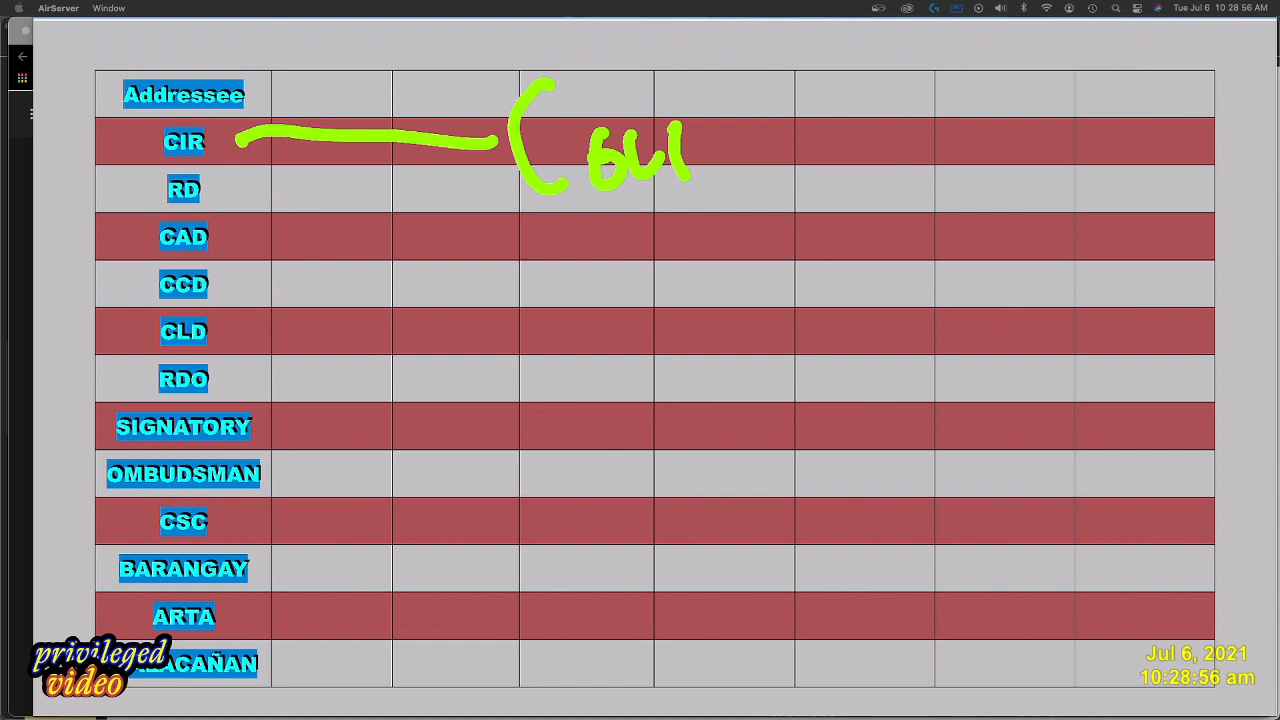 AirServer Window Tue Jul 6 10 28 56 AM
Addressee
CIR
RD
CAD
CCD
CLD
RDO
SIGNATORY
OMBUDSMAN
CSC
BARANGAY
ARTA
privileged
video
Jul 6, 2021
10:28:56 am